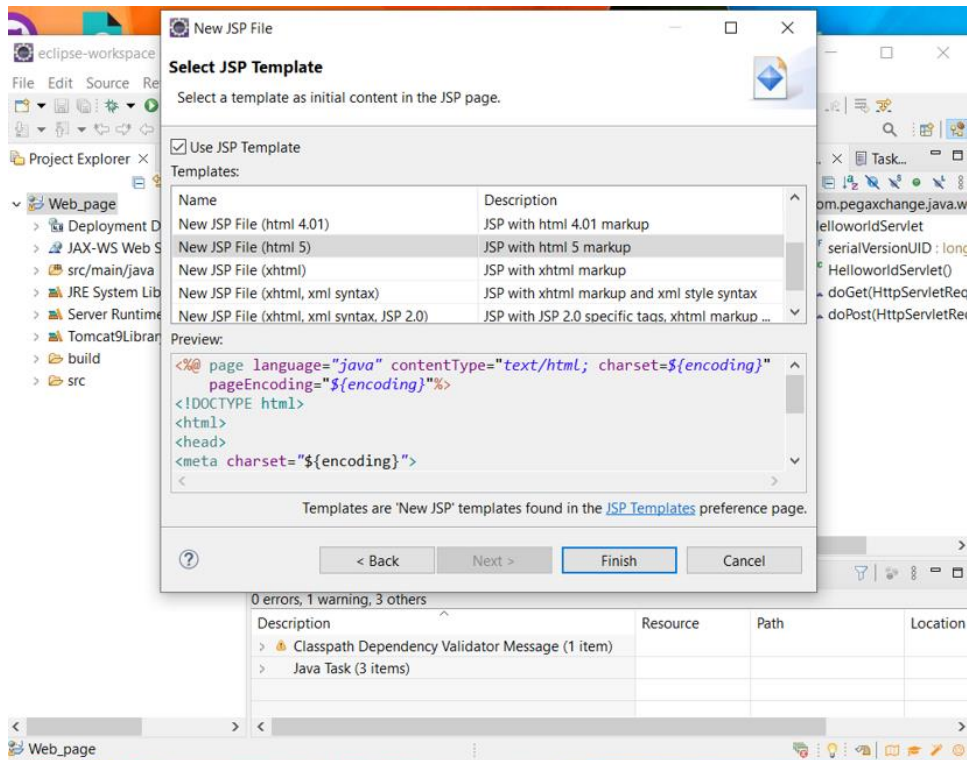 New JSP File
Select JSP Template
Select a template as initial content in the JSP page.
Use JSP Template
Templates:
Name Description
New JSP File (html 4.01) JSP with html 4.01 markup
New JSP File (html 5) JSP with html 5 markup
New JSP File (xhtml) JSP with xhtml markup
New JSP File (xhtml, xml syntax) JSP with xhtml markup and xml style syntax
New JSP File (xhtml, xml syntax, JSP 2.0) JSP with JSP 2.0 specific tags, xhtml markup ...
Preview:
<%@ page language="java" contentType="text/html; charset=${encoding}"
pageEncoding="${encoding}"%>
<!DOCTYPE html>
<html>
<head>
<meta charset="${encoding}">
Templates are 'New JSP' templates found in the JSP Templates preference page.
< Back Next > Finish Cancel
eclipse-workspace
File Edit Source Re
Project Explorer
Web_page
Deployment D
JAX-WS Web S
src/main/java
JRE System Lib
Server Runtime
Tomcat9Librar
build
src
Task...
om.pegaxchange.java.w
elloworldServlet
serialVersionUID : long
HelloworldServlet()
doGet(HttpServletReq
doPost(HttpServletRe
0 errors, 1 warning, 3 others
Description Resource Path Location
Classpath Dependency Validator Message (1 item)
Java Task (3 items)
Web_page